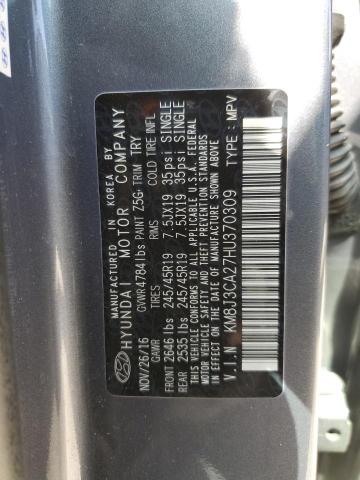 MANUFACTURED IN KOREA BY
HYUNDAI MOTOR COMPANY
NOV/26/16 GVWR 4784lbs PAINT Z5G TRIM TRY
GAWR TIRES RIMS COLD TIRE INFL
FRONT 2646 lbs 245/45R19 7.5JX19 35psi SINGLE
REAR 2535 lbs 245/45R19 7.5JX19 35psi SINGLE
THIS VEHICLE CONFORMS TO ALL APPLICABLE U.S.A. FEDERAL
MOTOR VEHICLE SAFETY, BUMPER, AND THEFT PREVENTION
STANDARDS IN EFFECT ON THE DATE OF MANUFACTURE SHOWN ABOVE.
V.I.N KM8J3CA27HU370309 TYPE: MPV